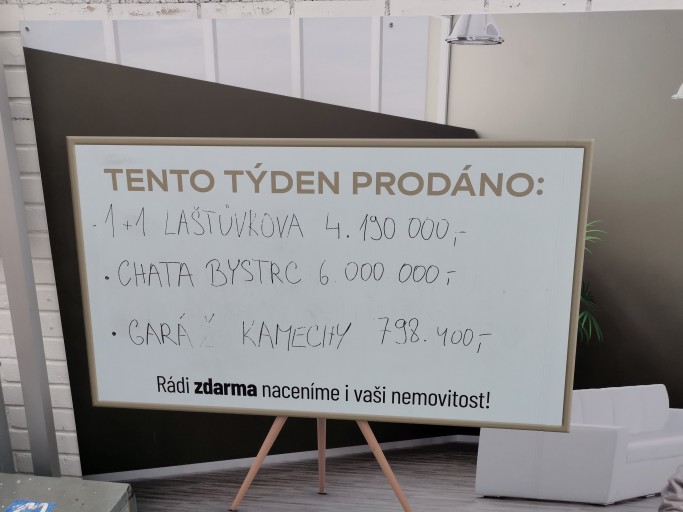 TENTO TÝDEN PRODÁNO:
· 1+1 LAŠTŮVKOVA 4.190 000,-
· CHATA BYSTRC 6 000 000,-
· GARÁŽ KAMECHY 798.400,-
Rádi zdarma naceníme i vaši nemovitost!